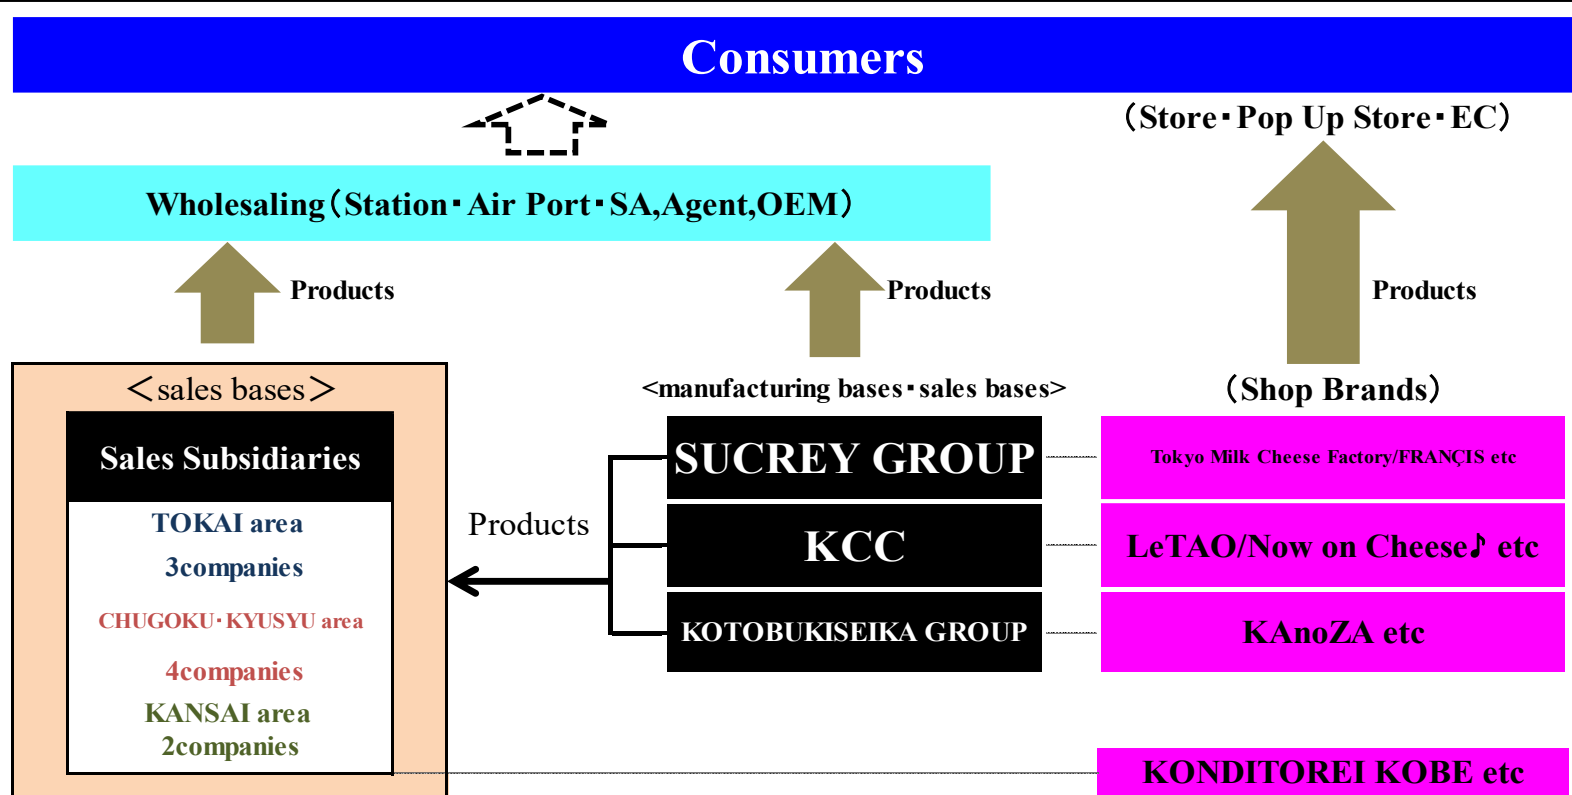 Consumers
（Store・Pop Up Store・EC）
Wholesaling（Station・Air Port・SA,Agent,OEM）
Products
Products
Products
＜sales bases＞
<manufacturing bases・sales bases>
（Shop Brands）
Sales Subsidiaries
SUCREY GROUP
Tokyo Milk Cheese Factory/FRANÇIS etc
TOKAI area
3companies
Products
KCC
LeTAO/Now on Cheese♪ etc
CHUGOKU・KYUSYU area
4companies
KOTOBUKISEIKA GROUP
KAnoZA etc
KANSAI area
2companies
KONDITOREI KOBE etc